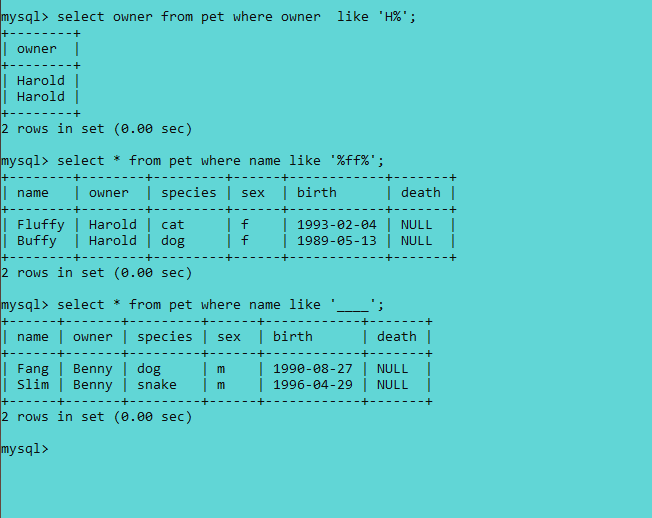 mysql> select owner from pet where owner  like 'H%';
+--------+
| owner  |
+--------+
| Harold |
| Harold |
+--------+
2 rows in set (0.00 sec)
mysql> select * from pet where name like '%ff%';
+--------+--------+---------+------+------------+-------+
| name   | owner  | species | sex  | birth      | death |
+--------+--------+---------+------+------------+-------+
| Fluffy | Harold | cat     | f    | 1993-02-04 | NULL  |
| Buffy  | Harold | dog     | f    | 1989-05-13 | NULL  |
+--------+--------+---------+------+------------+-------+
2 rows in set (0.00 sec)
mysql> select * from pet where name like '____';
+------+-------+---------+------+------------+-------+
| name | owner | species | sex  | birth      | death |
+------+-------+---------+------+------------+-------+
| Fang | Benny | dog     | m    | 1990-08-27 | NULL  |
| Slim | Benny | snake   | m    | 1996-04-29 | NULL  |
+------+-------+---------+------+------------+-------+
2 rows in set (0.00 sec)
mysql>